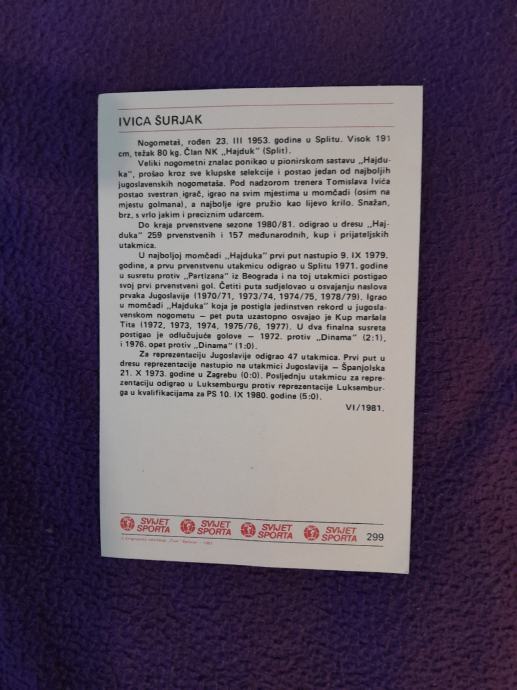 IVICA ŠURJAK
Nogometaš, rođen 23. III 1953. godine u Splitu. Visok 191
cm, težak 80 kg. Član NK „Hajduk" (Split).
Veliki nogometni znalac ponikao u pionirskom sastavu „Hajdu-
ka", prošao kroz sve klupske selekcije i postao jedan od najboljih
jugoslavenskih nogometaša. Pod nadzorom trenera Tomislava Ivića
postao svestran igrač, igrao na svim mjestima u momčadi (osim na
mjestu golmana), a najbolje igre pružio kao lijevo krilo. Snažan,
brz, s vrlo jakim i preciznim udarcem.
Do kraja prvenstvene sezone 1980/81. odigrao u dresu „Haj-
duka" 259 prvenstvenih i 157 međunarodnih, kup i prijateljskih
utakmica.
U najboljoj momčadi „Hajduka" prvi put nastupio 9. IX 1979.
godine, a prvu prvenstvenu utakmicu odigrao u Splitu 1971. godine
u susretu protiv „Partizana" iz Beograda i na toj utakmici postigao
svoj prvi prvenstveni gol. Četiti puta sudjelovao u osvajanju naslova
prvaka Jugoslavije (1970/71, 1973/74, 1974/75, 1978/79). Igrao
u momčadi „Hajduka" koja je postigla jedinstven rekord u jugosla-
venskom nogometu — pet puta uzastopno osvajao je Kup maršala
Tita (1972, 1973, 1974, 1975/76, 1977). U dva finalna susreta
postigao je odlučujuće golove — 1972. protiv „Dinama" (2:1),
i 1976. opet protiv „Dinama" (1:0).
Za reprezentaciju Jugoslavije odigrao 47 utakmica. Prvi put u
dresu reprezentacije nastupio na utakmici Jugoslavija — Španjolska
21. X 1973. godine u Zagrebu (0:0). Posljednju utakmicu za repre-
zentaciju odigrao u Luksemburgu protiv reprezentacije Luksembur-
ga u kvalifikacijama za PS 10. IX 1980. godine (5:0).
VI/1981.
SVIJET SPORTA SVIJET SPORTA SVIJET SPORTA SVIJET SPORTA 299